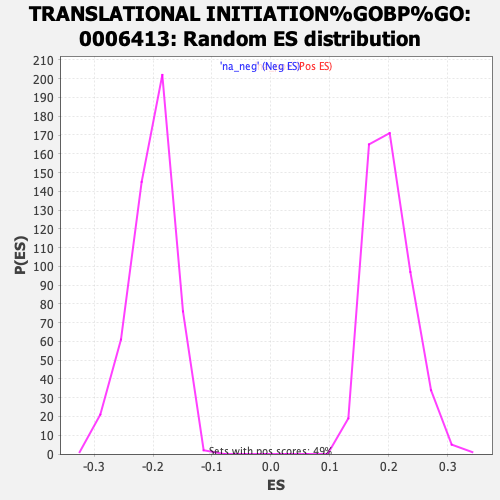 TRANSLATIONAL INITIATION%GOBP%GO:
0006413: Random ES distribution
'na_neg' (Neg ES)
Pos ES)
210
200
190
180
170
160
150
140
130
120
110
100
90
80
70
60
50
40
30
20
10
0
P(ES)
Sets with pos scores: 49%
-0.3 -0.2 -0.1 0.0 0.1 0.2 0.3
ES